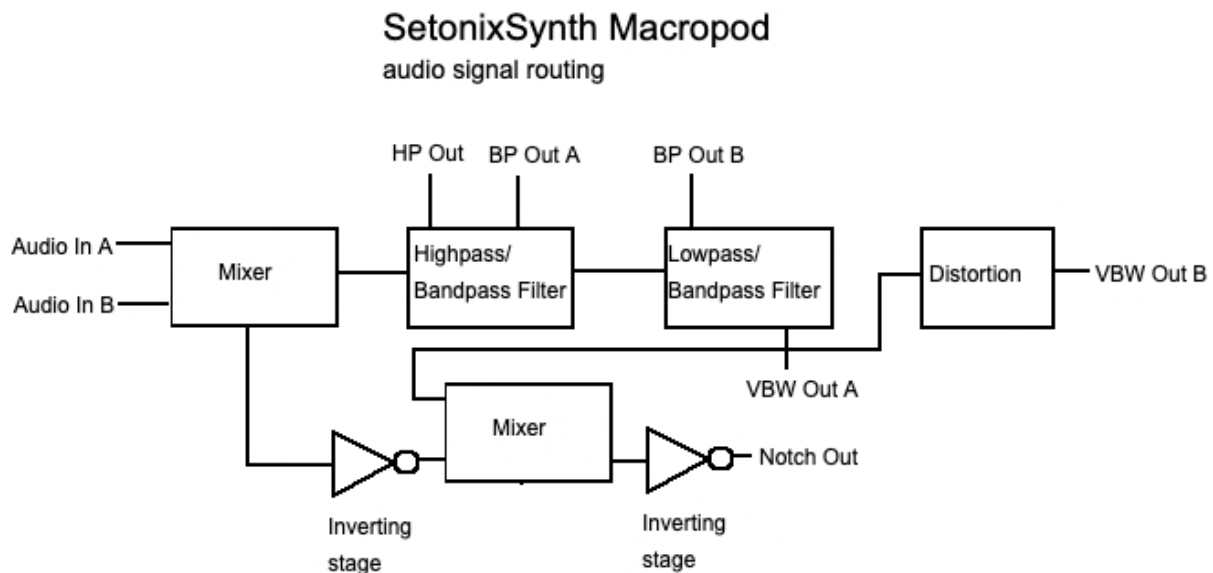 SetonixSynth Macropod
audio signal routing
HP Out
BP Out A
BP Out B
Audio In A
Audio In B
Mixer
Highpass/
Bandpass Filter
Lowpass/
Bandpass Filter
Distortion
VBW Out B
VBW Out A
Mixer
Notch Out
Inverting
stage
Inverting
stage